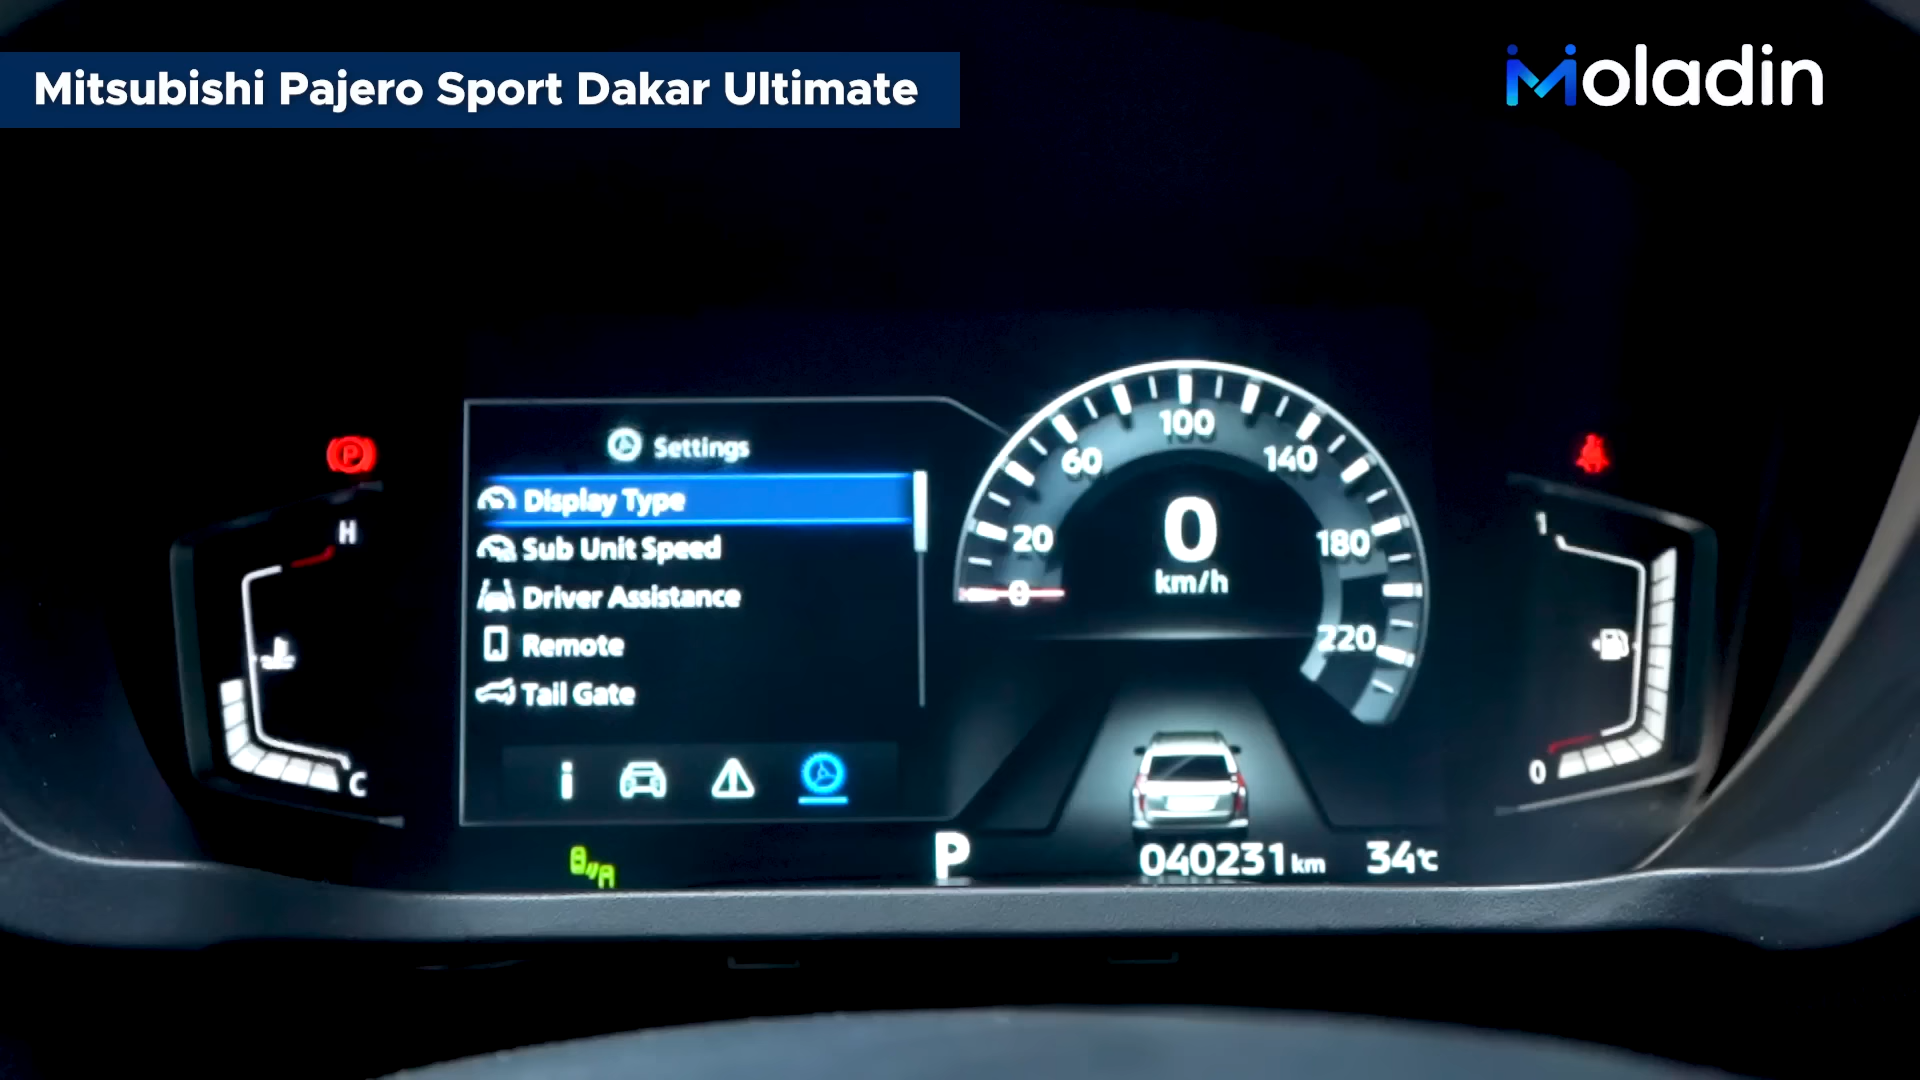 Mitsubishi Pajero Sport Dakar Ultimate
Moladin
Settings
Display Type
Sub Unit Speed
Driver Assistance
Remote
Tail Gate
P
H
C
0
20
60
100
140
180
220
0
km/h
1
0
A
P
040231 km
34°C